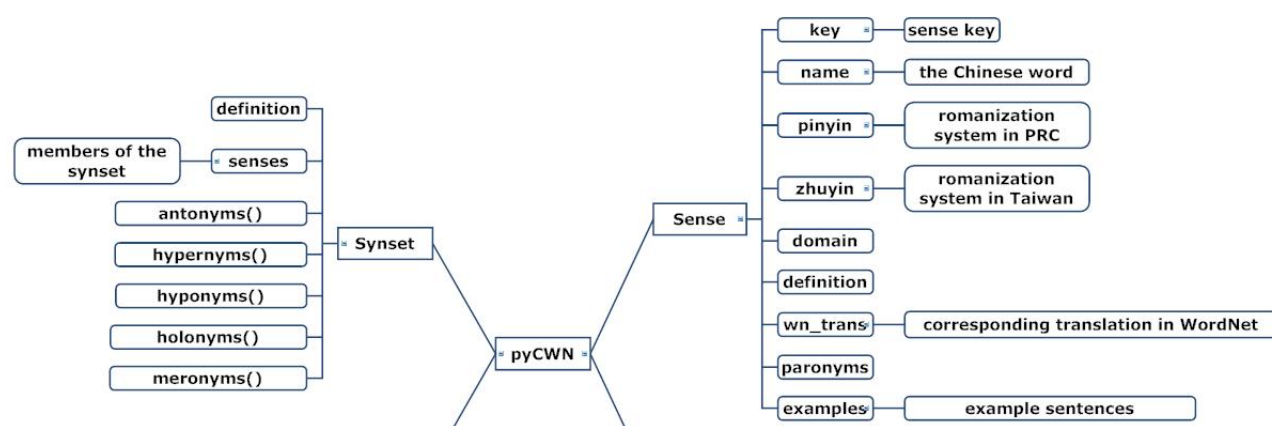 definition
members of the
synset
senses
antonyms()
hypernyms()
hyponyms()
holonyms()
meronyms()
Synset
pyCWN
Sense
key
sense key
name
the Chinese word
pinyin
romanization
system in PRC
zhuyin
romanization
system in Taiwan
domain
definition
wn_trans
corresponding translation in WordNet
paronyms
examples
example sentences